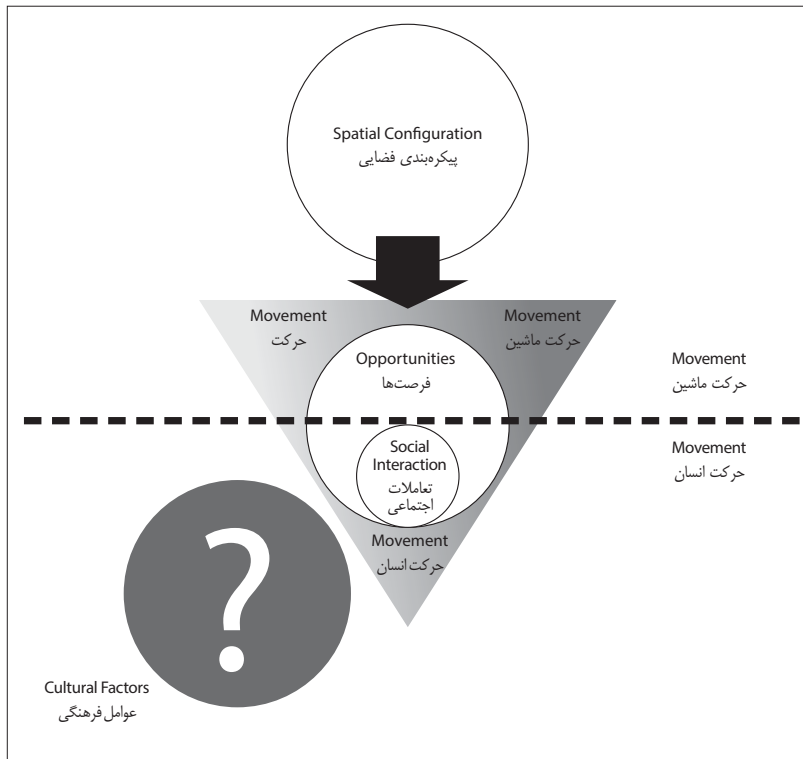 Spatial Configuration
پیکره‌بندی فضایی
Movement
حرکت
Movement
حرکت ماشین
Opportunities
فرصت‌ها
Movement
حرکت ماشین
Social
Interaction
تعاملات
اجتماعی
Movement
حرکت انسان
Movement
حرکت انسان
?
Cultural Factors
عوامل فرهنگی